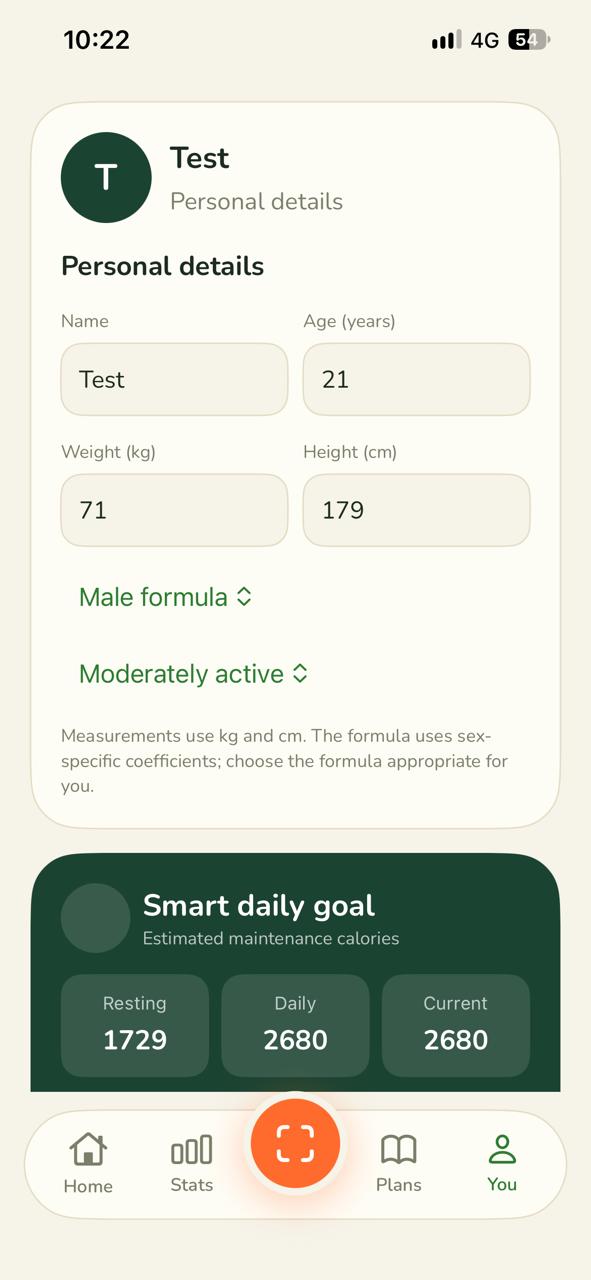 10:22
4G
54
T
Test
Personal details
Personal details
Name
Age (years)
Test
21
Weight (kg)
Height (cm)
71
179
Male formula
Moderately active
Measurements use kg and cm. The formula uses sex-
specific coefficients; choose the formula appropriate for
you.
Smart daily goal
Estimated maintenance calories
Resting
Daily
Current
1729
2680
2680
Home
Stats
Plans
You